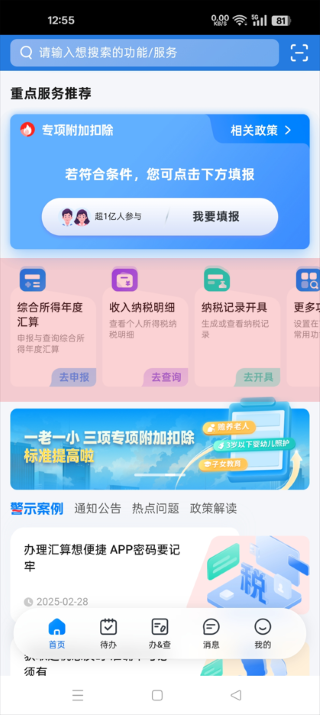 12:55
0.00
KB/S
5G
81
请输入想搜索的功能/服务
重点服务推荐
专项附加扣除
相关政策
若符合条件，您可点击下方填报
超1亿人参与
我要填报
综合所得年度
汇算
申报与查询综合所
得年度汇算
去申报
收入纳税明细
查看个人所得税纳
税明细
去查询
纳税记录开具
生成或查看纳税记
录
去开具
更多
设置在
常用功
一老一小 三项专项附加扣除
标准提高啦
赡养老人
3岁以下婴幼儿照护
子女教育
警示案例
通知公告
热点问题
政策解读
办理汇算想便捷 APP密码要记
牢
2025-02-28
税
首页
待办
办&查
消息
我的
须有